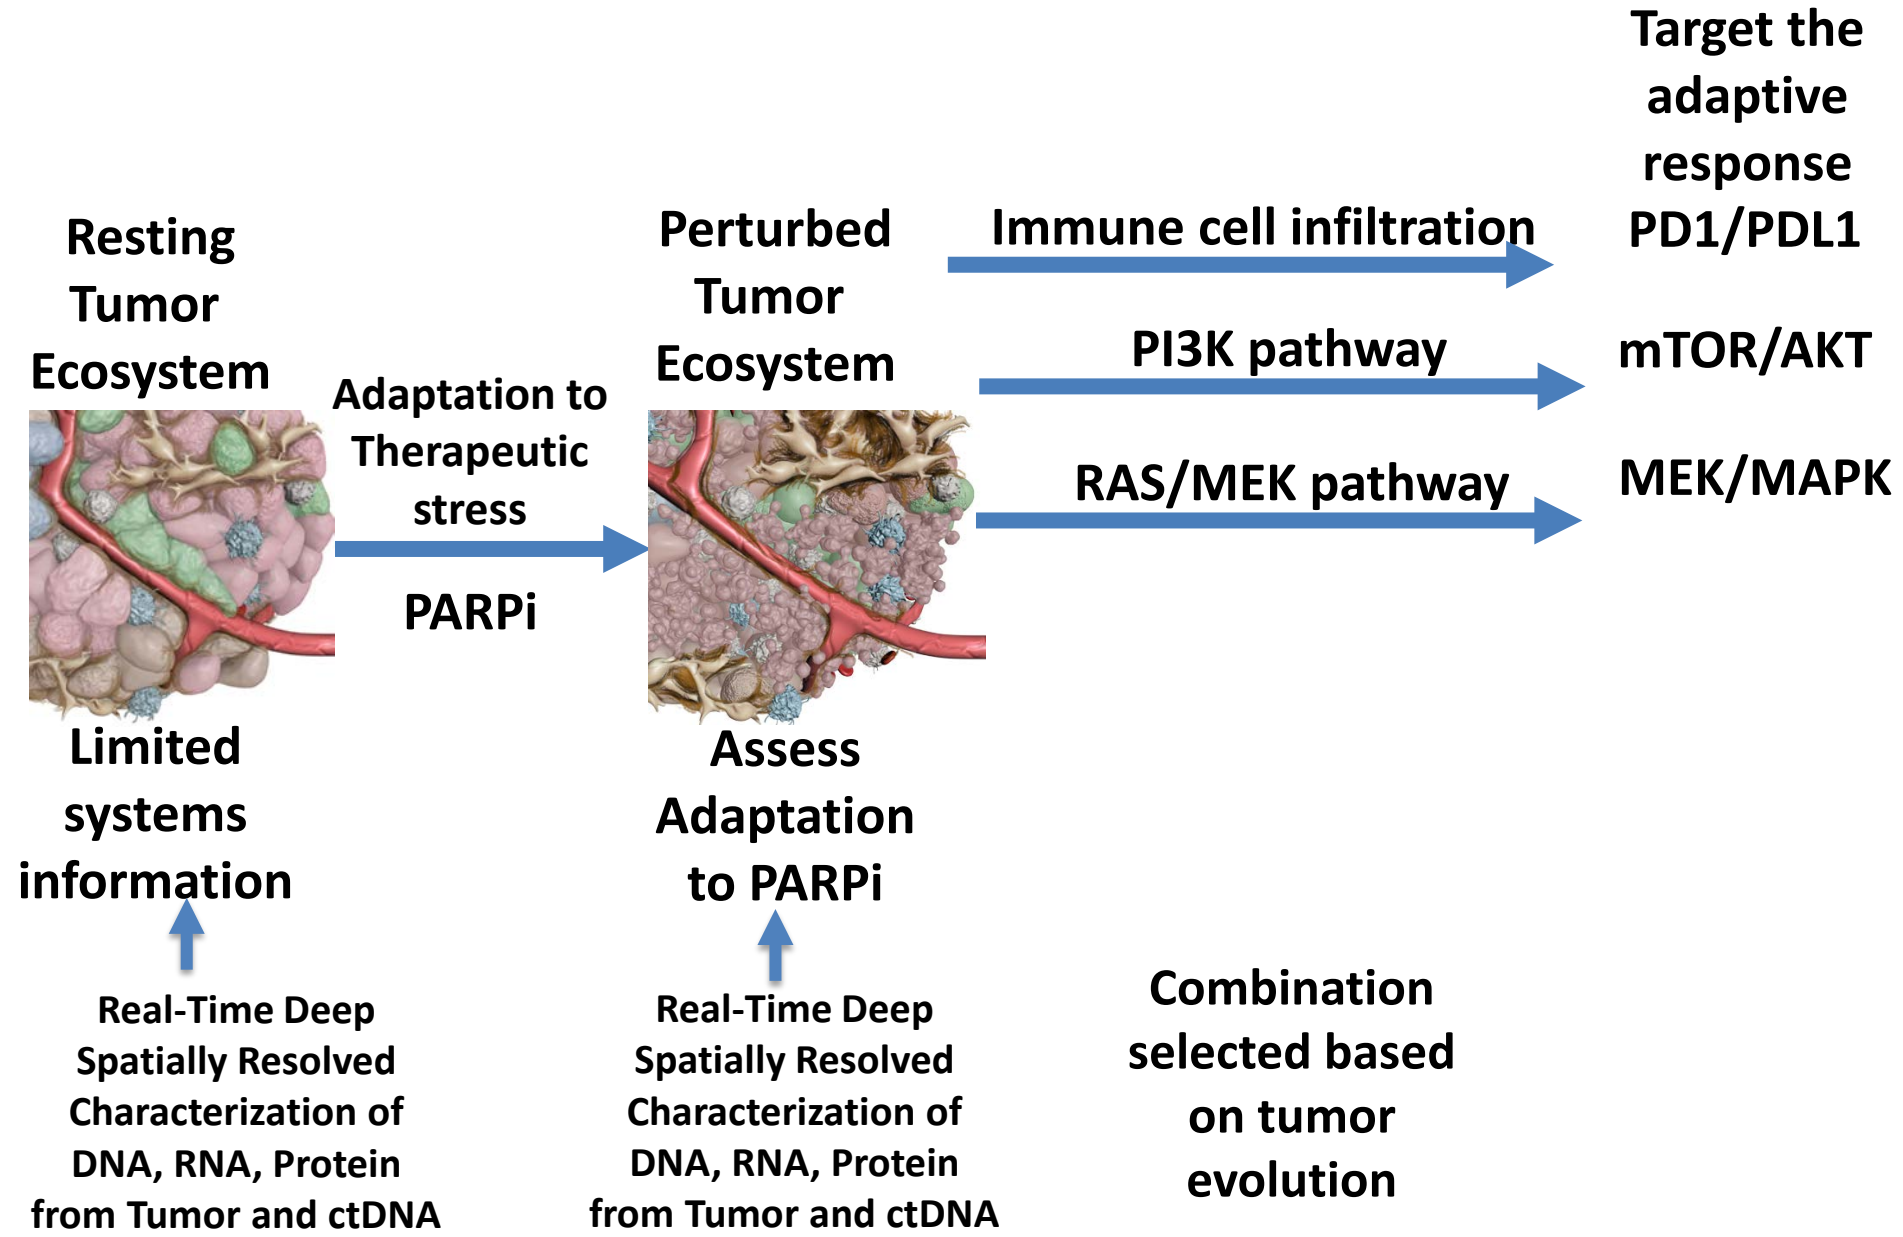 Resting
Tumor
Ecosystem
Limited
systems
information
Real-Time Deep
Spatially Resolved
Characterization of
DNA, RNA, Protein
from Tumor and ctDNA
Adaptation to
Therapeutic
stress
PARPi
Perturbed
Tumor
Ecosystem
Assess
Adaptation
to PARPi
Real-Time Deep
Spatially Resolved
Characterization of
DNA, RNA, Protein
from Tumor and ctDNA
Immune cell infiltration
PI3K pathway
RAS/MEK pathway
Target the
adaptive
response
PD1/PDL1
mTOR/AKT
MEK/MAPK
Combination
selected based
on tumor
evolution